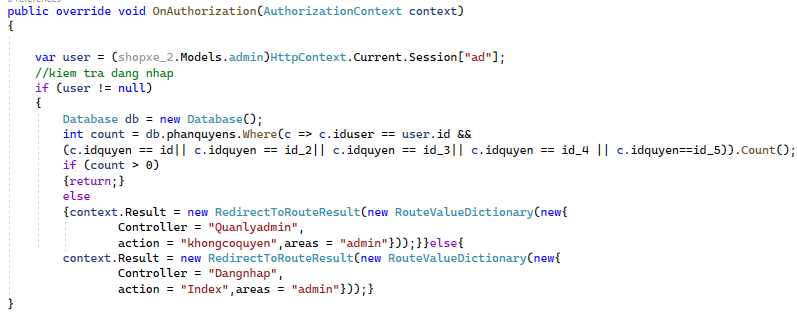 public override void OnAuthorization(AuthorizationContext context)
{
var user = (shopxe_2.Models.admin)HttpContext.Current.Session["ad"];
//kiem tra dang nhap
if (user != null)
{
Database db = new Database();
int count = db.phanquyens.Where(c => c.iduser == user.id &&
(c.idquyen == id|| c.idquyen == id_2|| c.idquyen == id_3|| c.idquyen == id_4 || c.idquyen==id_5)).Count();
if (count > 0)
{return;}
else
{context.Result = new RedirectToRouteResult(new RouteValueDictionary(new{
Controller = "Quanlyadmin",
action = "khongcoquyen",areas = "admin"}));}}else{
context.Result = new RedirectToRouteResult(new RouteValueDictionary(new{
Controller = "Dangnhap",
action = "Index",areas = "admin"}));}
}